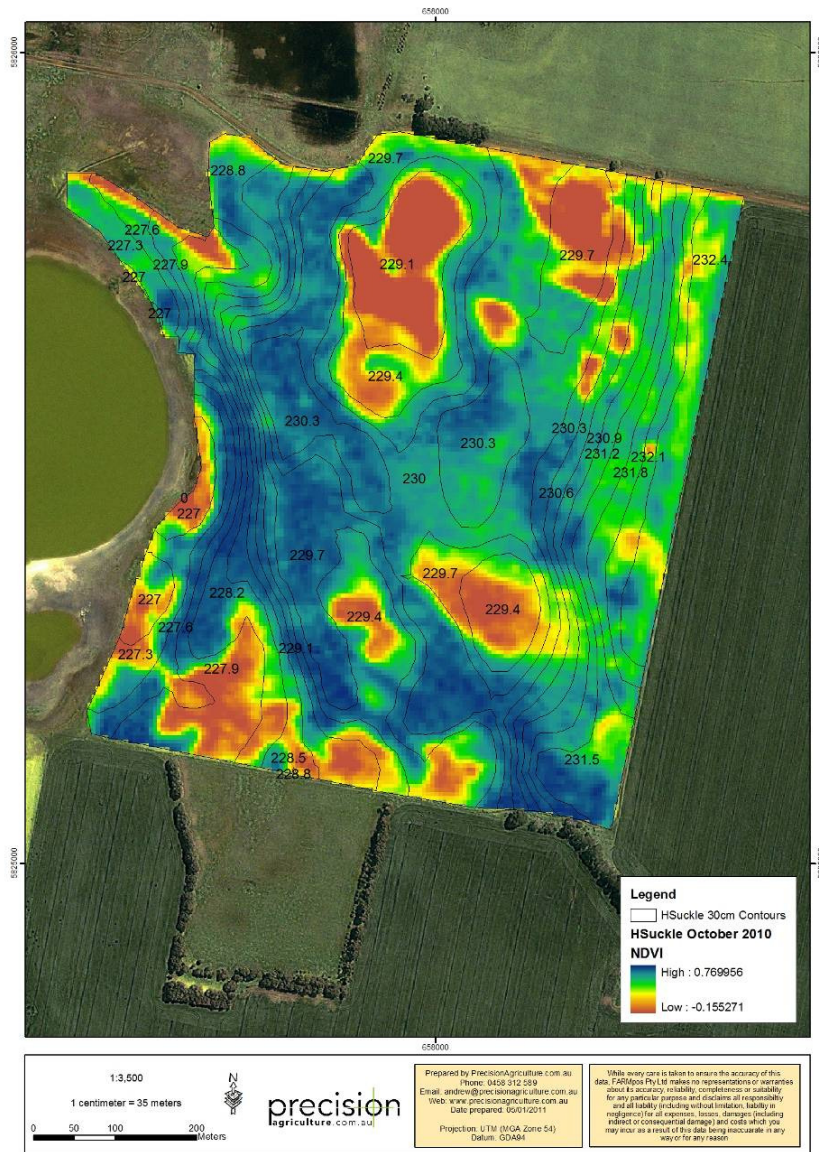 658000
229.7
228.8
227.6
227.3
227.9
229.1
229.7
232.4
227
227
229.4
230.3
230.3
230.3
230.9
231.2
232.1
231.8
230
230.6
0
227
229.7
229.7
228.2
227
229.4
229.4
227.6
227.3
229.1
227.9
228.5
228.8
231.5
Legend
HSuckle 30cm Contours
HSuckle October 2010
NDVI
High : 0.769956
Low : -0.155271
658000
1:3,500
1 centimeter = 35 meters
0 50 100 200
Meters
N
precision
agriculture.com.au
Prepared by PrecisionAgriculture.com.au
Phone: 0458 312 589
Email: andrew@precisionagriculture.com.au
Web: www.precisionagriculture.com.au
Date prepared: 05/01/2011
Projection: UTM (MGA Zone 54)
Datum: GDA94
While every care is taken to ensure the accuracy of this
data, FARMpos Pty Ltd makes no representations or warranties
about its accuracy, reliability, completeness or suitability
for any particular purpose and disclaims all responsibility
and all liability (including without limitation, liability in
negligence) for all expenses, losses, damages (including
indirect or consequential damage) and costs which you
may incur as a result of this data being inaccurate in any
way or for any reason